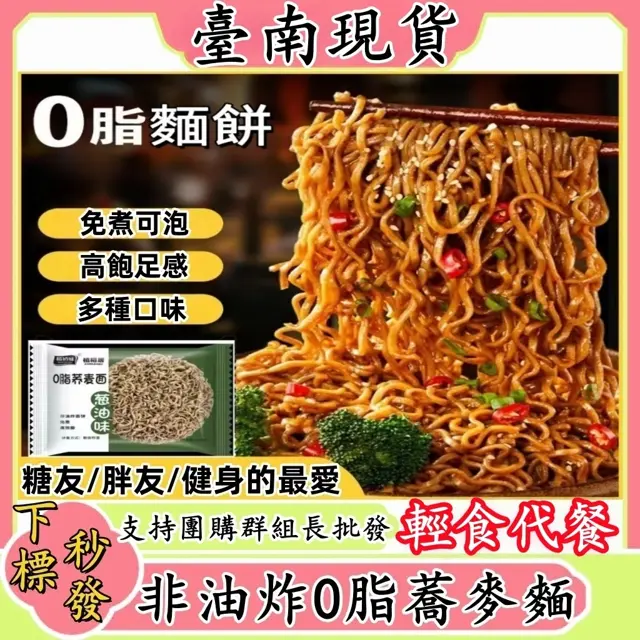 臺南現貨
0脂麵餅
免煮可泡
高飽足感
多種口味
0脂荞麦面
葱油味
糖友/胖友/健身的最愛
下標
秒發
支持團購群組長批發
輕食代餐
非油炸0脂蕎麥麵